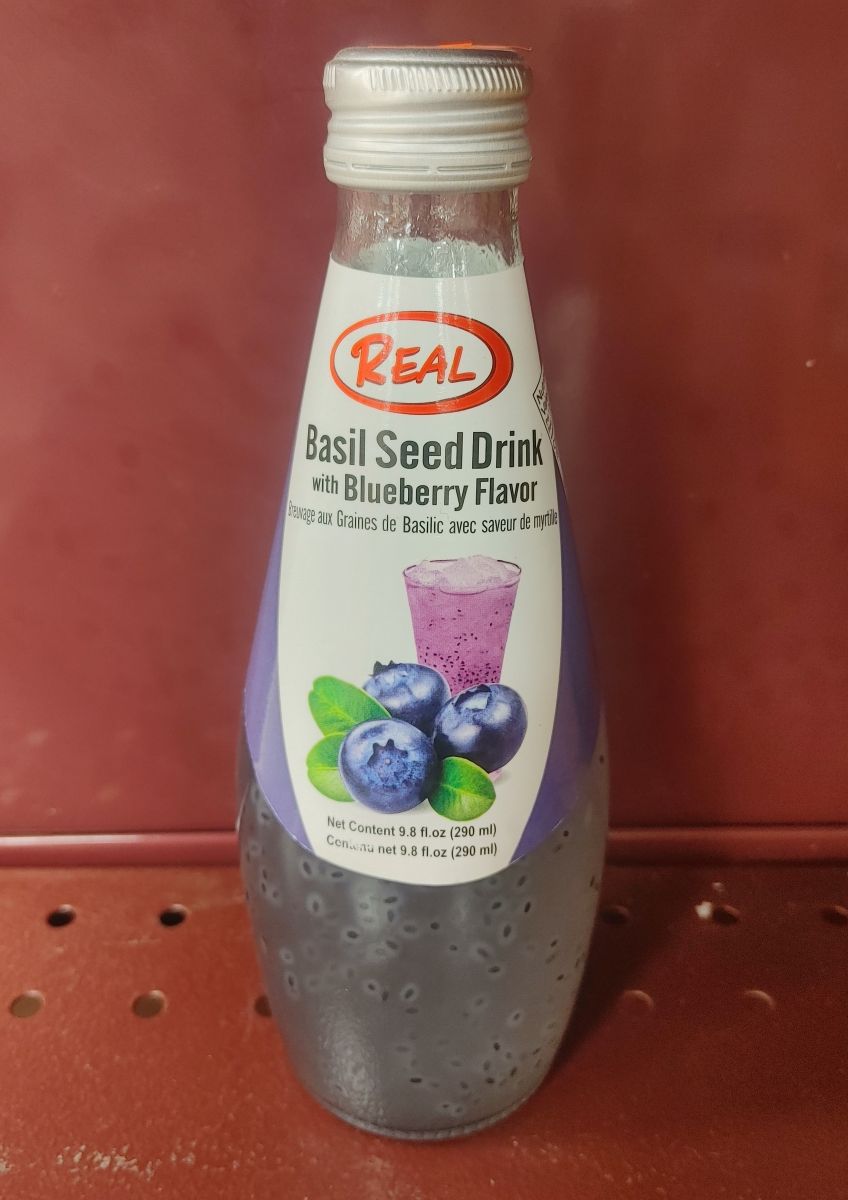 REAL
Basil Seed Drink
with Blueberry Flavor
Breuvage aux Graines de Basilic avec saveur de myrtille
Net Content 9.8 fl.oz (290 ml)
Contenu net 9.8 fl.oz (290 ml)